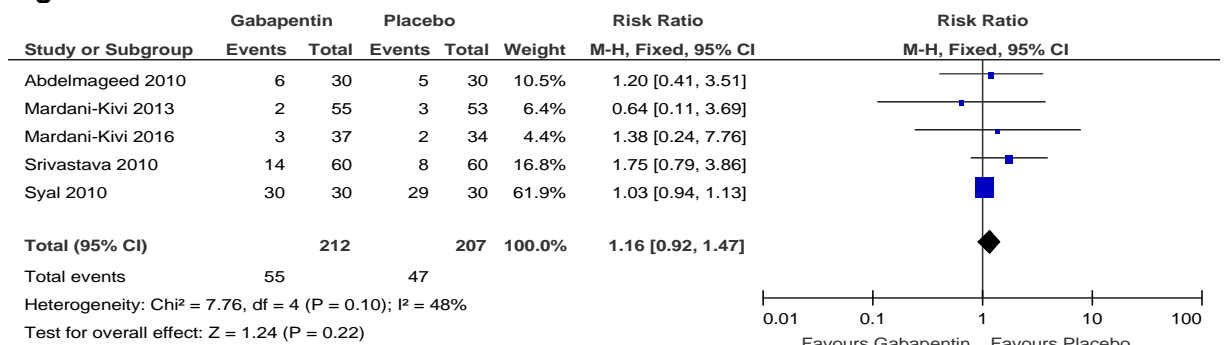 Gabapentin Placebo Risk Ratio Risk Ratio
Study or Subgroup Events Total Events Total Weight M-H, Fixed, 95% CI M-H, Fixed, 95% CI
Abdelmageed 2010 6 30 5 30 10.5% 1.20 [0.41, 3.51]
Mardani-Kivi 2013 2 55 3 53 6.4% 0.64 [0.11, 3.69]
Mardani-Kivi 2016 3 37 2 34 4.4% 1.38 [0.24, 7.76]
Srivastava 2010 14 60 8 60 16.8% 1.75 [0.79, 3.86]
Syal 2010 30 30 29 30 61.9% 1.03 [0.94, 1.13]
Total (95% CI) 212 207 100.0% 1.16 [0.92, 1.47]
Total events 55 47
Heterogeneity: Chi² = 7.76, df = 4 (P = 0.10); I² = 48%
Test for overall effect: Z = 1.24 (P = 0.22)
0.01 0.1 1 10 100
Favours Gabapentin Favours Placebo